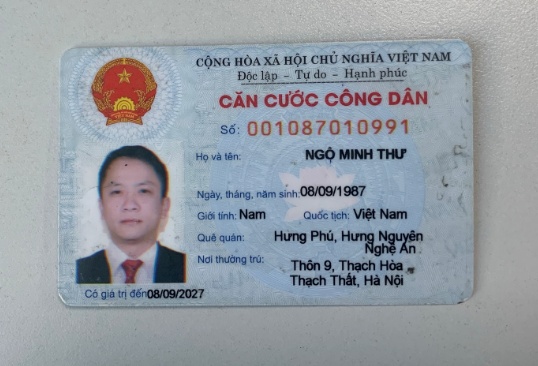 CỘNG HÒA XÃ HỘI CHỦ NGHĨA VIỆT NAM
Độc lập – Tự do – Hạnh phúc
CĂN CƯỚC CÔNG DÂN
Số: 001087010991
Họ và tên: NGỘ MINH THƯ
Ngày, tháng, năm sinh: 08/09/1987
Giới tính: Nam Quốc tịch: Việt Nam
Quê quán: Hưng Phú, Hưng Nguyên
Nghệ An
Nơi thường trú: Thôn 9, Thạch Hòa
Thạch Thất, Hà Nội
Có giá trị đến 08/09/2027